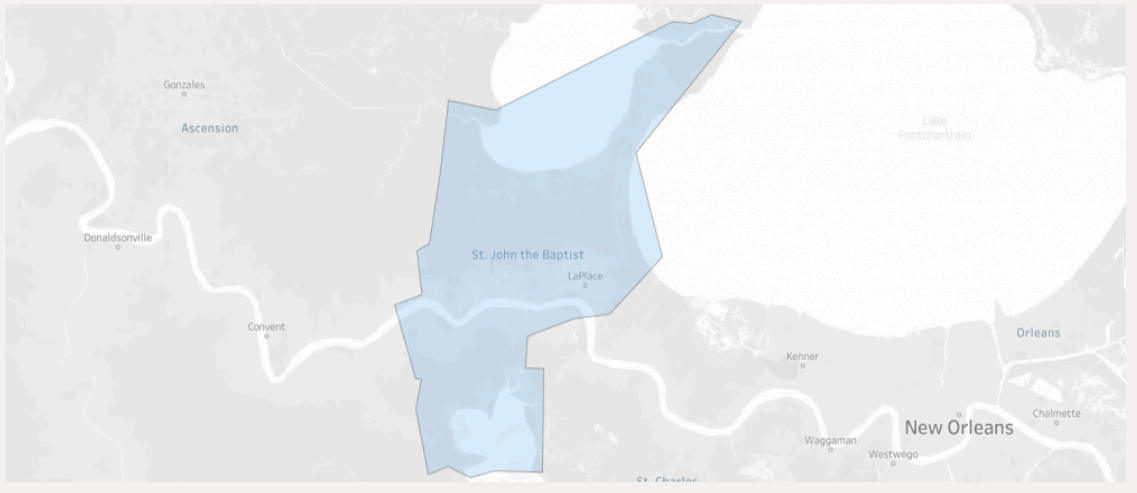 Gonzales
Ascension
Lake
Pontchartrain
Donaldsonville
St. John the Baptist
LaPlace
Convent
Orleans
Kenner
Chalmette
New Orleans
Waggaman
Westwego
St. Charles